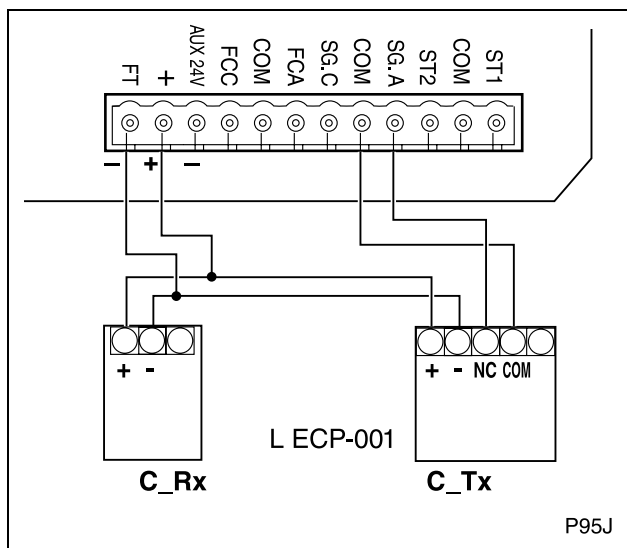 FT + AUX 24V FCC COM FCA SG.C COM SG.A ST2 COM ST1
− + −
+ -
+ - NC COM
L ECP-001
C_Rx C_Tx
P95J